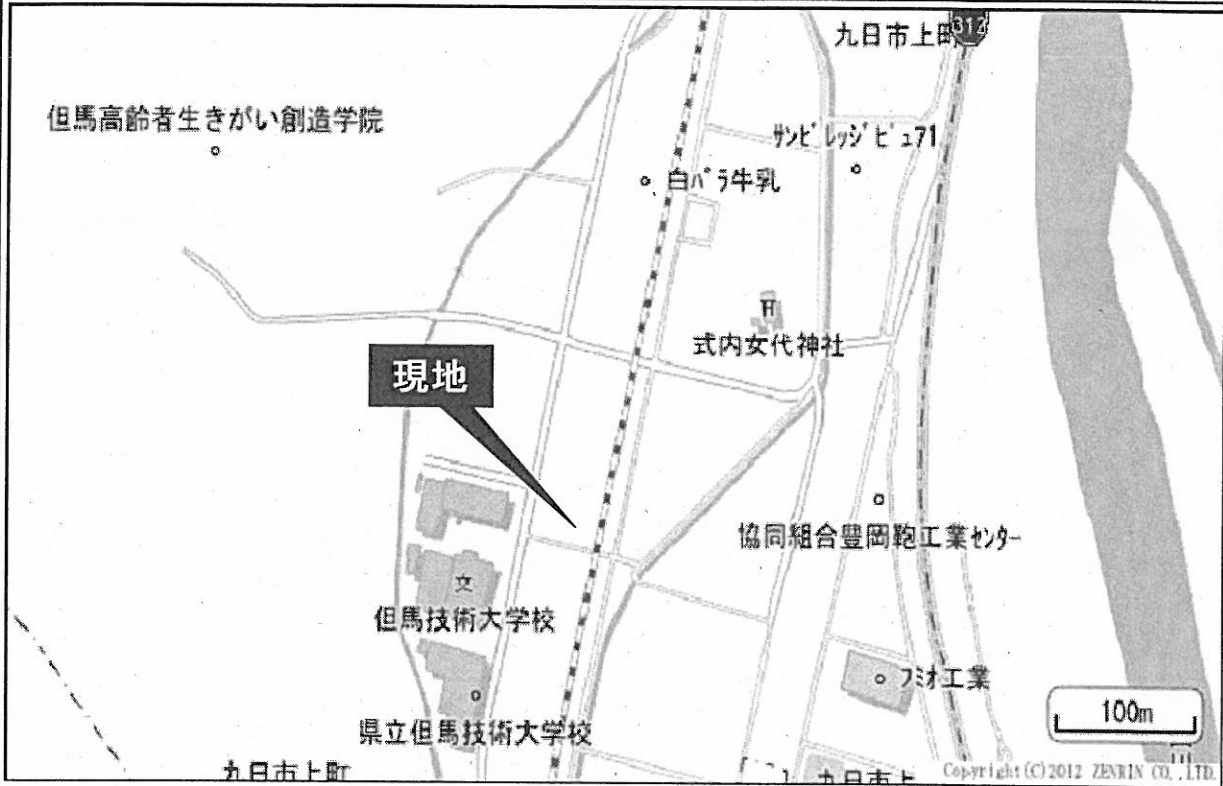 九日市上町
312
但馬高齢者生きがい創造学院
サンビレッジビュ71
白バラ牛乳
式内女代神社
現地
協同組合豊岡鞄工業センター
文
但馬技術大学校
フミオ工業
100m
県立但馬技術大学校
九日市上町
九日市上
Copyright(C)2012 ZENRIN CO.,LTD.